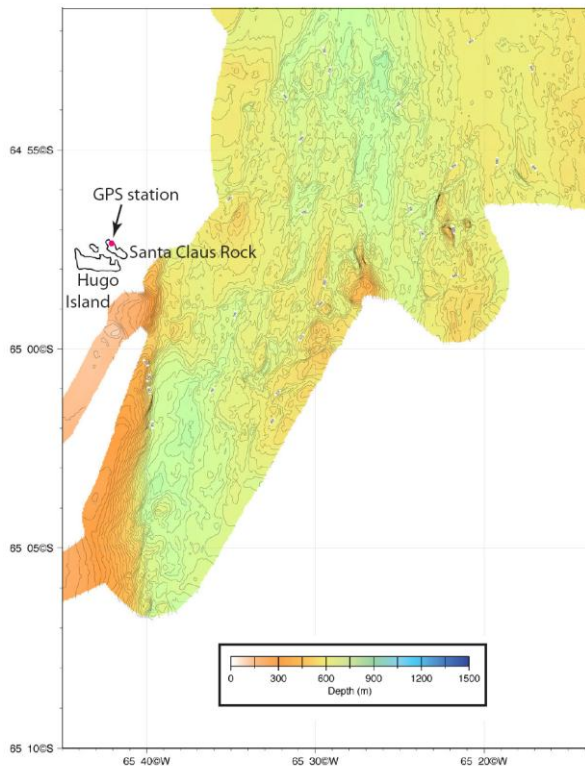 64 55©S
GPS station
Santa Claus Rock
Hugo
Island
65 00©S
65 05©S
0 300 600 900 1200 1500
Depth (m)
65 10©S
65 40©W 65 30©W 65 20©W